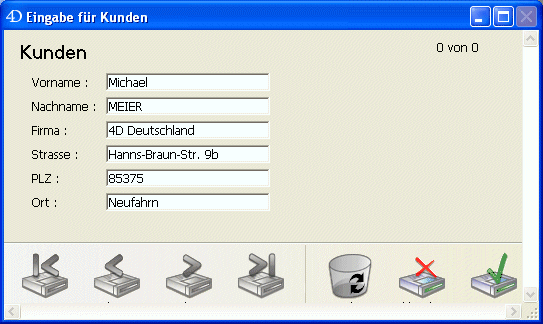 4D Eingabe für Kunden
Kunden
0 von 0
Vorname : Michael
Nachname : MEIER
Firma : 4D Deutschland
Strasse : Hanns-Braun-Str. 9b
PLZ : 85375
Ort : Neufahrn